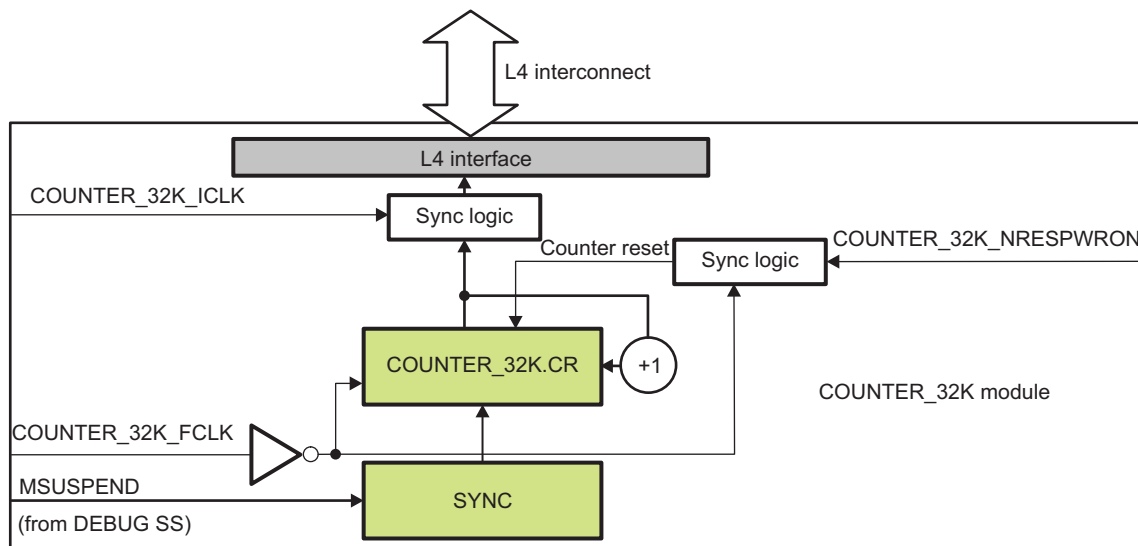 L4 interconnect
L4 interface
COUNTER_32K_ICLK
Sync logic
Counter reset
Sync logic
COUNTER_32K_NRESPWRON
COUNTER_32K.CR
+1
COUNTER_32K module
COUNTER_32K_FCLK
MSUSPEND
(from DEBUG SS)
SYNC